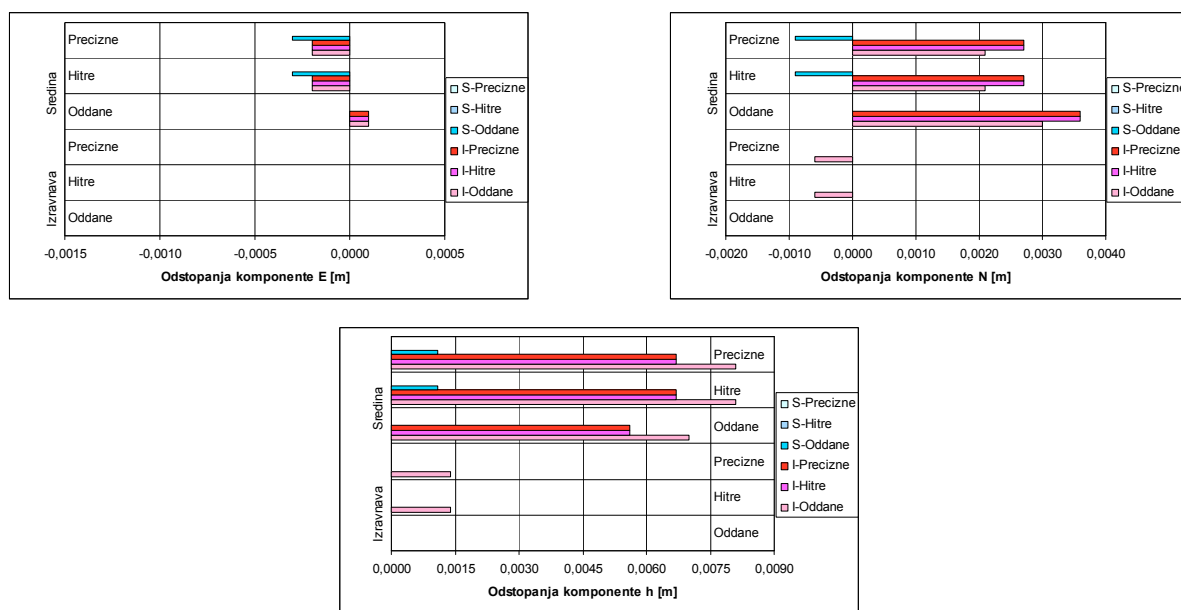 Precizne
Hitre
Oddane
Precizne
Hitre
Oddane
Sredina
Izravnava
-0,0015 -0,0010 -0,0005 0,0000 0,0005
Odstopanja komponente E [m]
S-Precizne
S-Hitre
S-Oddane
I-Precizne
I-Hitre
I-Oddane
Precizne
Hitre
Oddane
Precizne
Hitre
Oddane
Sredina
Izravnava
-0,0020 -0,0010 0,0000 0,0010 0,0020 0,0030 0,0040
Odstopanja komponente N [m]
S-Precizne
S-Hitre
S-Oddane
I-Precizne
I-Hitre
I-Oddane
Sredina
Izravnava
Precizne
Hitre
Oddane
Precizne
Hitre
Oddane
0,0000 0,0015 0,0030 0,0045 0,0060 0,0075 0,0090
Odstopanja komponente h [m]
S-Precizne
S-Hitre
S-Oddane
I-Precizne
I-Hitre
I-Oddane